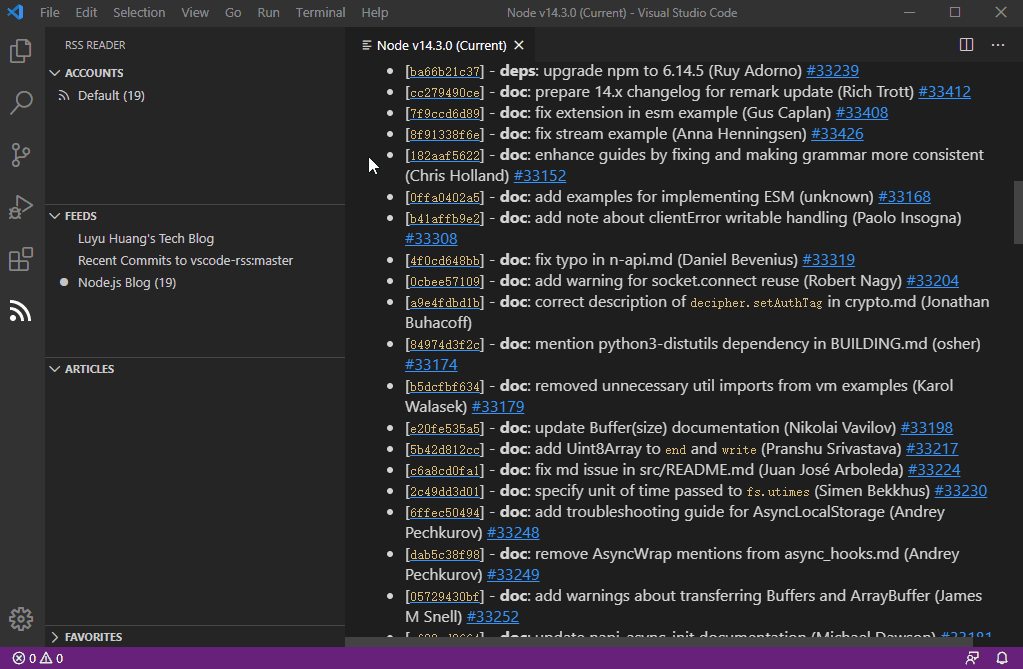 File Edit Selection View Go Run Terminal Help Node v14.3.0 (Current) - Visual Studio Code
RSS READER
ACCOUNTS
Default (19)
FEEDS
Luyu Huang's Tech Blog
Recent Commits to vscode-rss:master
Node.js Blog (19)
ARTICLES
FAVORITES
Node v14.3.0 (Current)
[ba66b21c37] - deps: upgrade npm to 6.14.5 (Ruy Adorno) #33239
[cc279490ce] - doc: prepare 14.x changelog for remark update (Rich Trott) #33412
[7f9ccd6d89] - doc: fix extension in esm example (Gus Caplan) #33408
[8f91338f6e] - doc: fix stream example (Anna Henningsen) #33426
[182aaf5622] - doc: enhance guides by fixing and making grammar more consistent
(Chris Holland) #33152
[0ffa0402a5] - doc: add examples for implementing ESM (unknown) #33168
[b41affb9e2] - doc: add note about clientError writable handling (Paolo Insogna)
#33308
[4f0cd648bb] - doc: fix typo in n-api.md (Daniel Bevenius) #33319
[0cbee57109] - doc: add warning for socket.connect reuse (Robert Nagy) #33204
[a9e4fdbd1b] - doc: correct description of decipher.setAuthTag in crypto.md (Jonathan
Buhacoff)
[84974d3f2c] - doc: mention python3-distutils dependency in BUILDING.md (osher)
#33174
[b5dcfbf634] - doc: removed unnecessary util imports from vm examples (Karol
Walasek) #33179
[e20fe535a5] - doc: update Buffer(size) documentation (Nikolai Vavilov) #33198
[5b42d812cc] - doc: add Uint8Array to end and write (Pranshu Srivastava) #33217
[c6a8cd0fa1] - doc: fix md issue in src/README.md (Juan José Arboleda) #33224
[2c49dd3d01] - doc: specify unit of time passed to fs.utimes (Simen Bekkhus) #33230
[6ffec50494] - doc: add troubleshooting guide for AsyncLocalStorage (Andrey
Pechkurov) #33248
[dab5c38f98] - doc: remove AsyncWrap mentions from async_hooks.md (Andrey
Pechkurov) #33249
[05729430bf] - doc: add warnings about transferring Buffers and ArrayBuffer (James
M Snell) #33252
- doc: update napi_async_init documentation (Michael Dawson) #33181
0 0